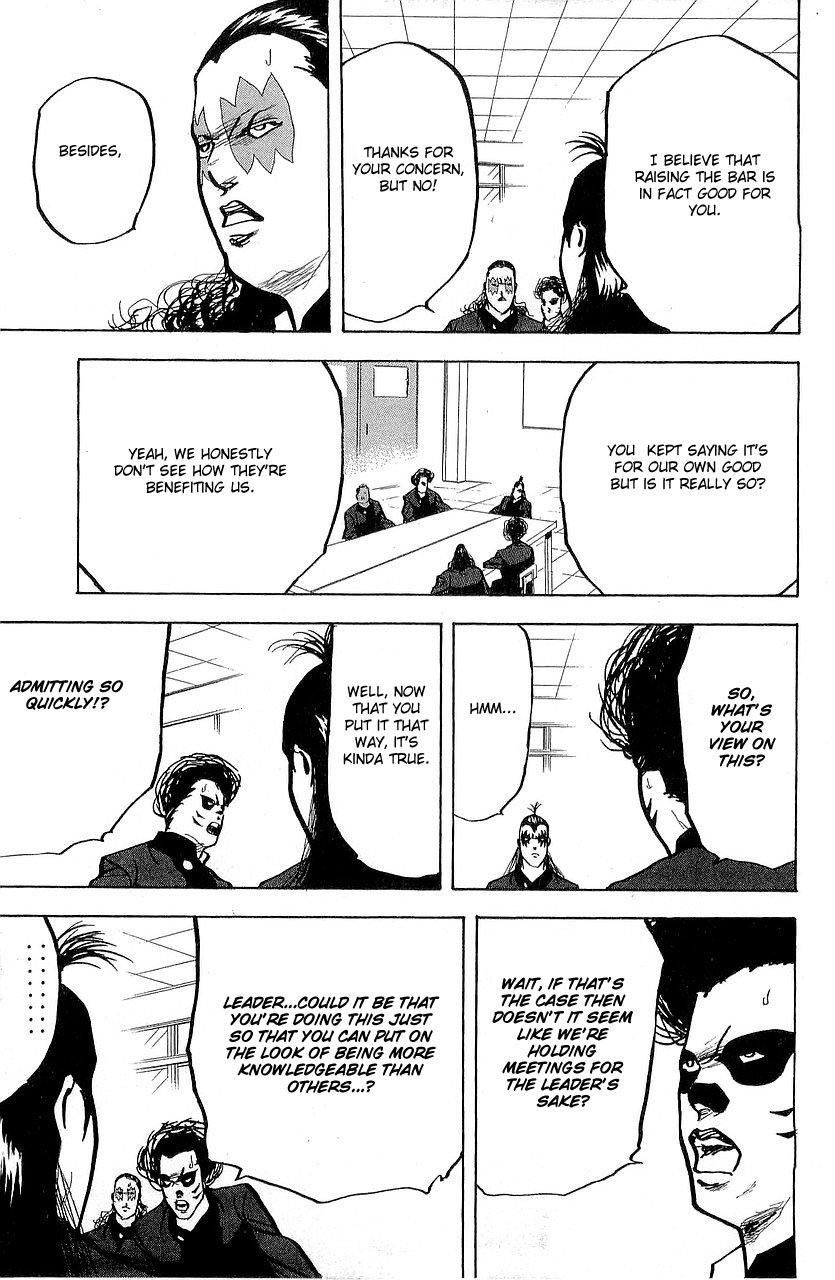 I BELIEVE THAT
RAISING THE BAR IS
IN FACT GOOD FOR
YOU.
THANKS FOR
YOUR CONCERN,
BUT NO!
BESIDES,
YOU KEPT SAYING IT'S
FOR OUR OWN GOOD
BUT IS IT REALLY SO?
YEAH, WE HONESTLY
DON'T SEE HOW THEY'RE
BENEFITING US.
SO,
WHAT'S
YOUR
VIEW ON
THIS?
HMM...
WELL, NOW
THAT YOU
PUT IT THAT
WAY, IT'S
KINDA TRUE.
ADMITTING SO
QUICKLY!?
WAIT, IF THAT'S
THE CASE THEN
DOESN'T IT SEEM
LIKE WE'RE
HOLDING
MEETINGS FOR
THE LEADER'S
SAKE?
LEADER...COULD IT BE THAT
YOU'RE DOING THIS JUST
SO THAT YOU CAN PUT ON
THE LOOK OF BEING MORE
KNOWLEDGEABLE THAN
OTHERS...?
..........